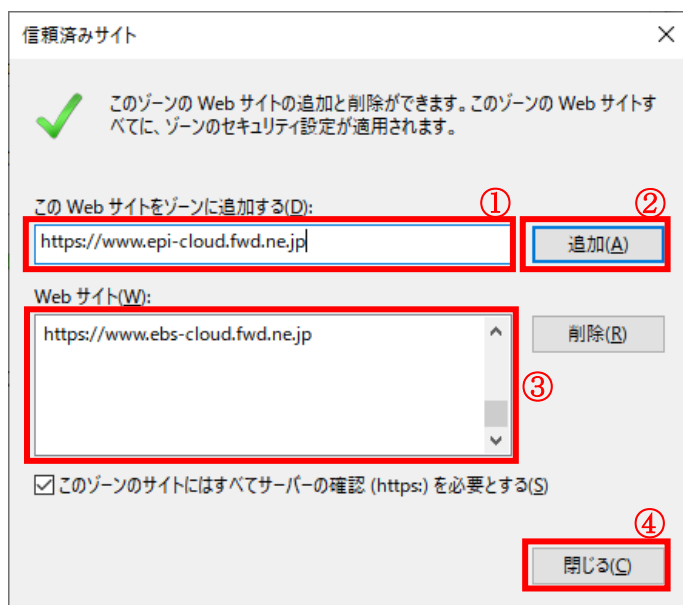 信頼済みサイト
このゾーンの Web サイトの追加と削除ができます。このゾーンの Web サイトす
べてに、ゾーンのセキュリティ設定が適用されます。
この Web サイトをゾーンに追加する(D):
①
②
https://www.epi-cloud.fwd.ne.jp
追加(A)
Web サイト(W):
https://www.ebs-cloud.fwd.ne.jp
削除(R)
③
このゾーンのサイトにはすべてサーバーの確認 (https:) を必要とする(S)
④
閉じる(C)